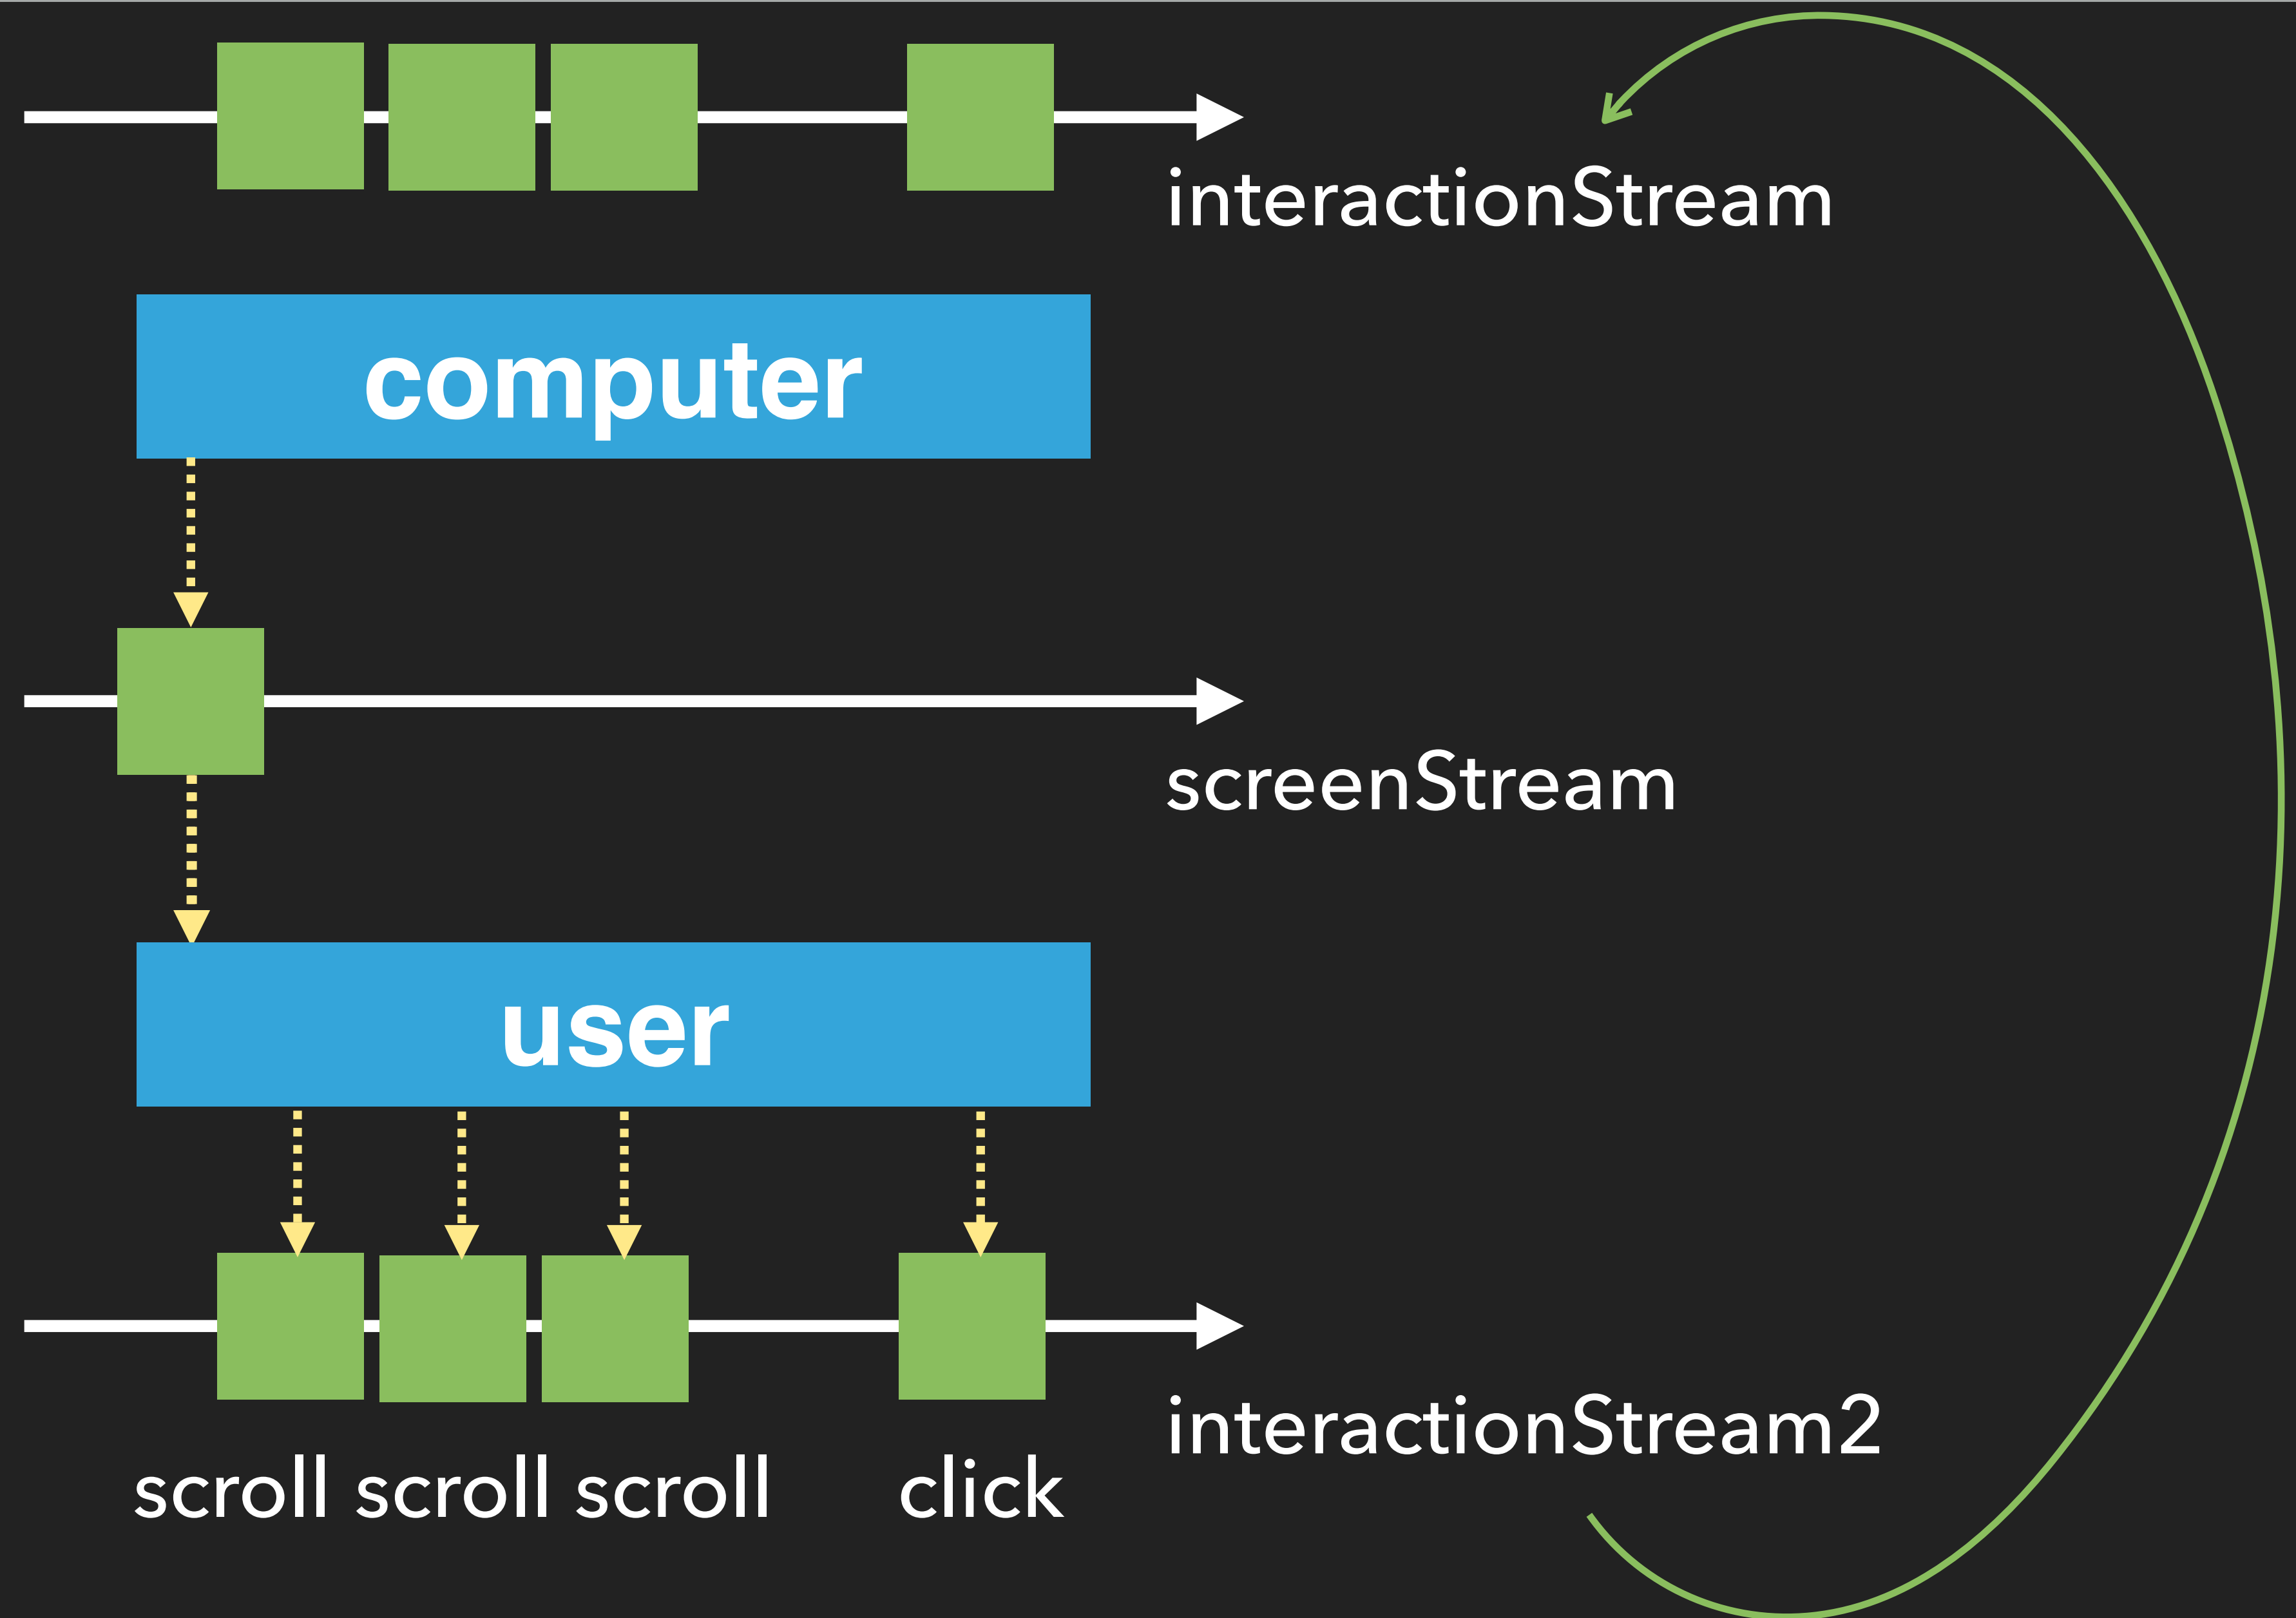 interactionStream
computer
screenStream
user
interactionStream2
scroll scroll scroll click